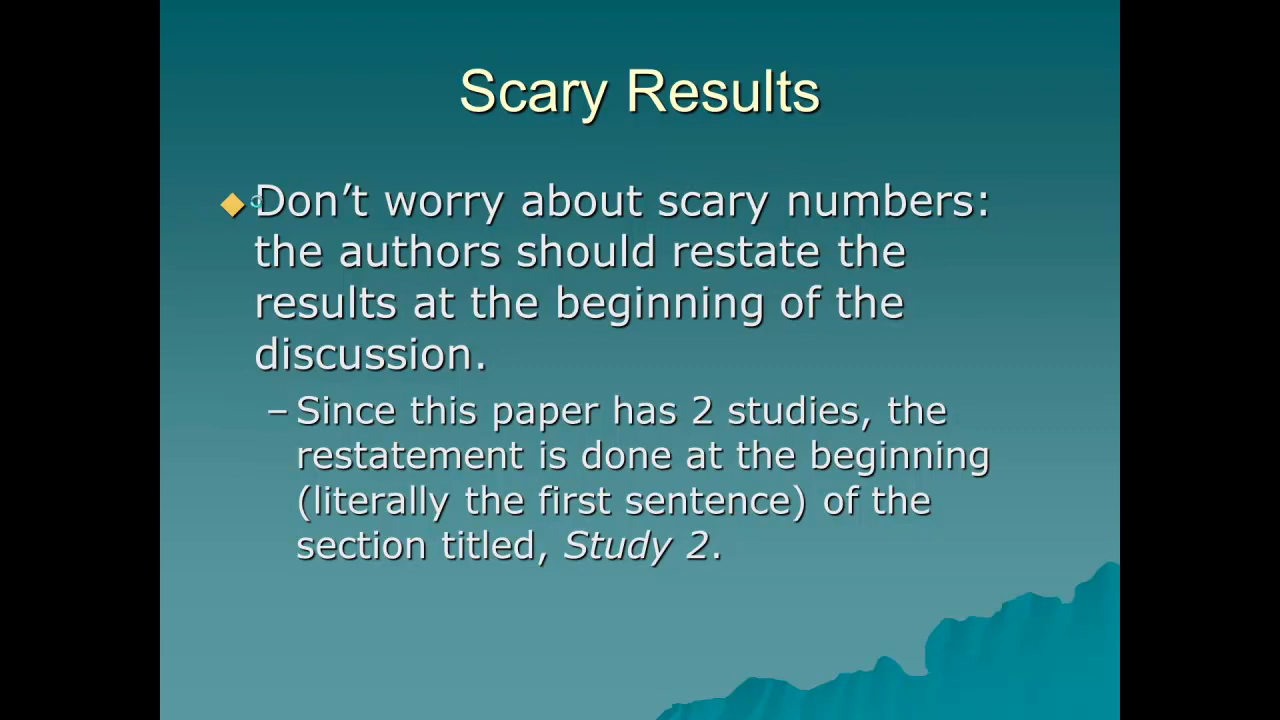 Scary Results
Don’t worry about scary numbers:
the authors should restate the
results at the beginning of the
discussion.
– Since this paper has 2 studies, the
restatement is done at the beginning
(literally the first sentence) of the
section titled, Study 2.